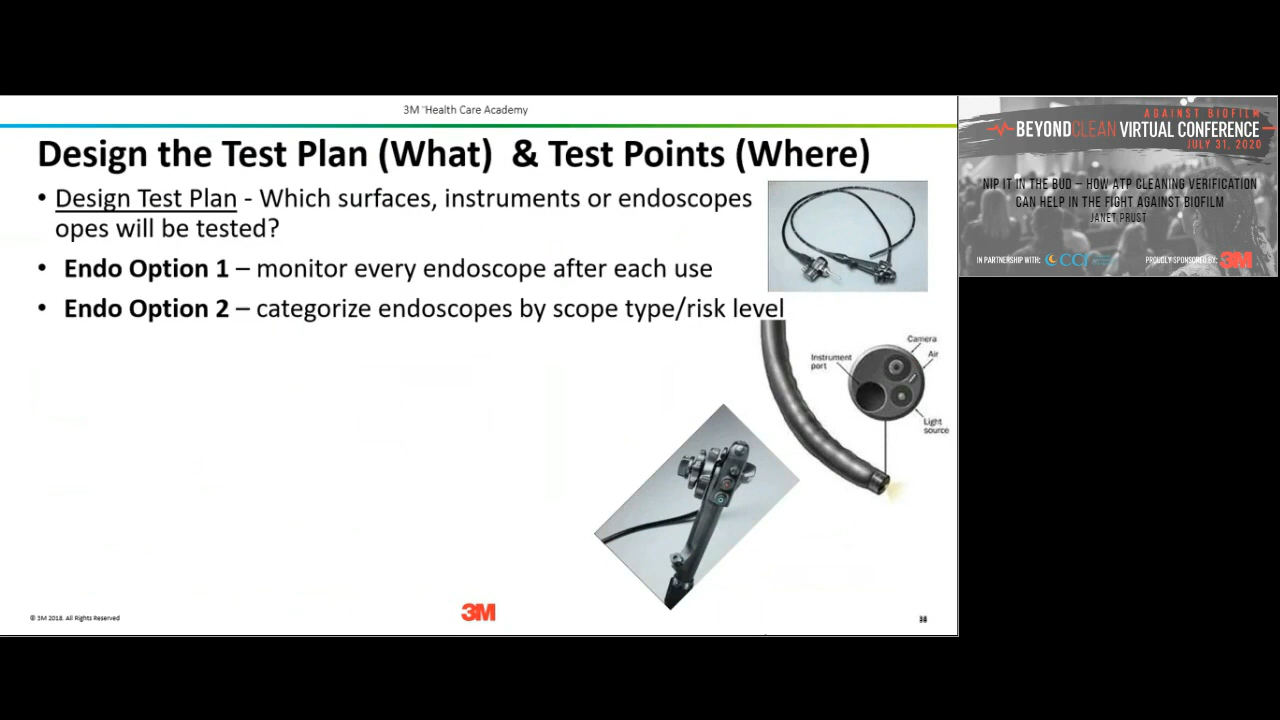 3M Health Care Academy
Design the Test Plan (What) & Test Points (Where)
• Design Test Plan - Which surfaces, instruments or endoscopes
opes will be tested?
• Endo Option 1 – monitor every endoscope after each use
• Endo Option 2 – categorize endoscopes by scope type/risk level
Camera
Air
Instrument
port
Light
source
© 3M 2018. All Rights Reserved
3M
AGAINST BIOFILM
BEYONDCLEAN VIRTUAL CONFERENCE
JULY 31, 2020
NIP IT IN THE BUD – HOW ATP CLEANING VERIFICATION
CAN HELP IN THE FIGHT AGAINST BIOFILM
JANET PRUST
IN PARTNERSHIP WITH: CCI
PROUDLY SPONSORED BY: 3M